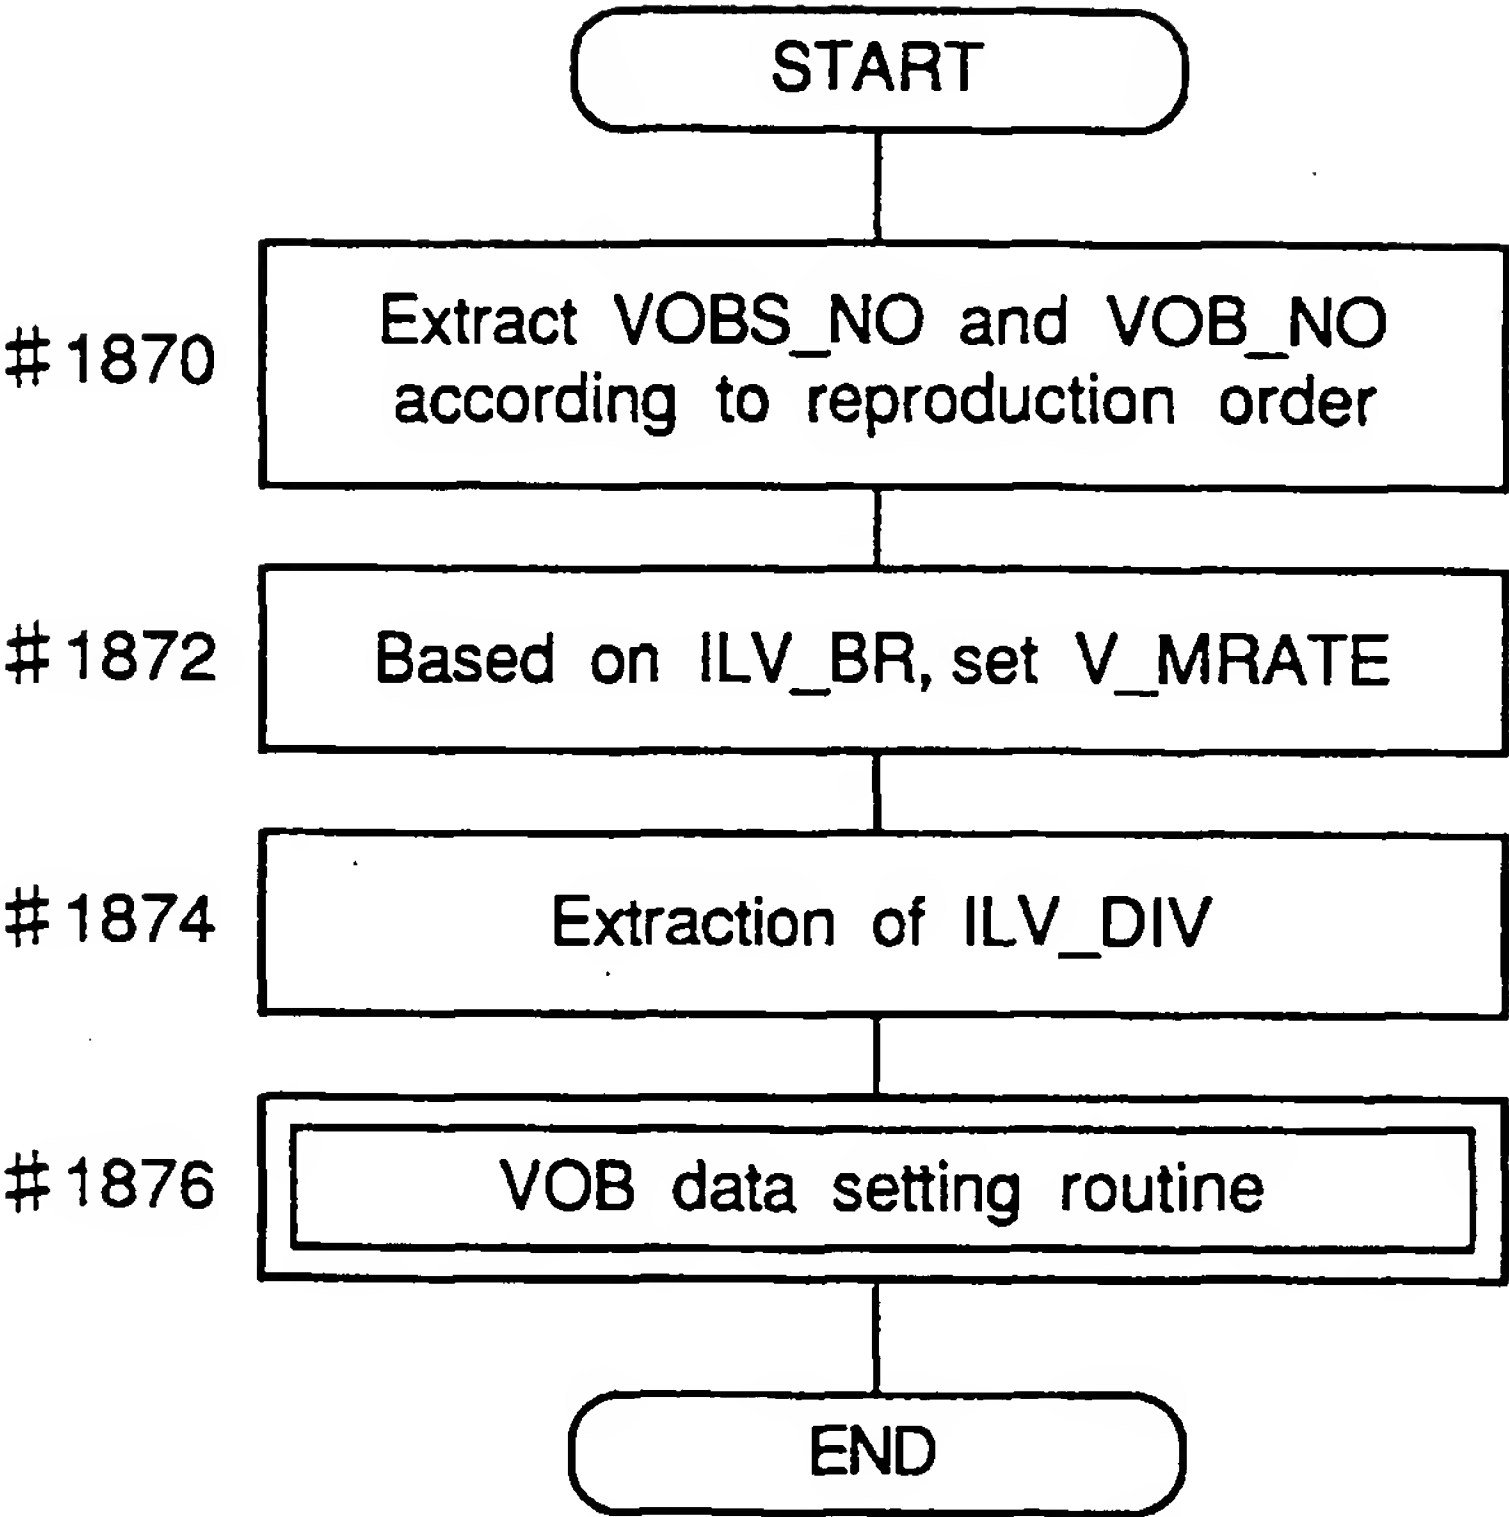 START
#1870
Extract VOBS_NO and VOB_NO
according to reproduction order
#1872
Based on ILV_BR, set V_MRATE
#1874
Extraction of ILV_DIV
#1876
VOB data setting routine
END